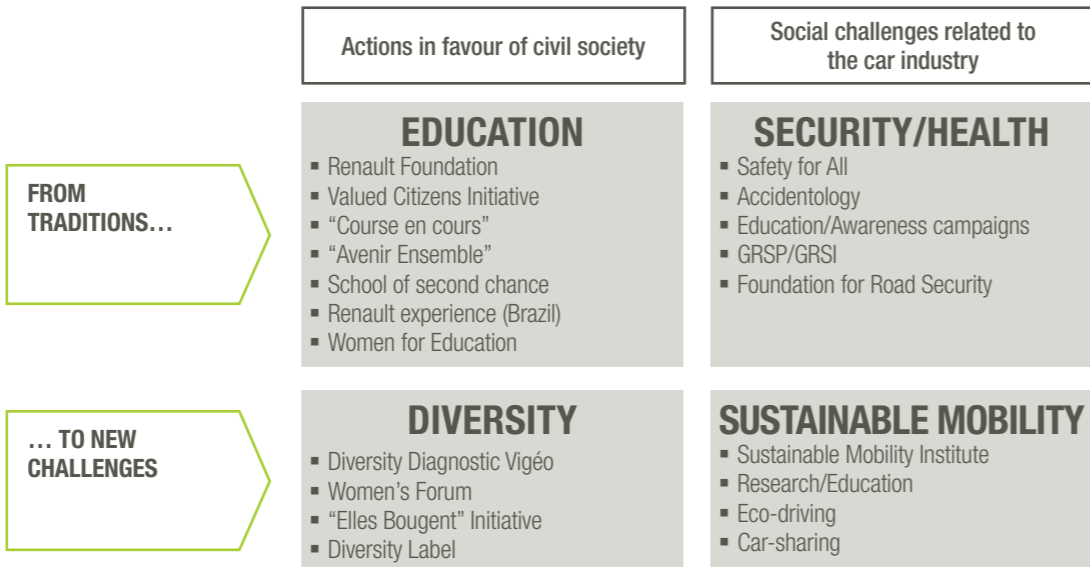 Actions in favour of civil society
Social challenges related to
the car industry
FROM
TRADITIONS…
EDUCATION
▪ Renault Foundation
▪ Valued Citizens Initiative
▪ “Course en cours”
▪ “Avenir Ensemble”
▪ School of second chance
▪ Renault experience (Brazil)
▪ Women for Education
SECURITY/HEALTH
▪ Safety for All
▪ Accidentology
▪ Education/Awareness campaigns
▪ GRSP/GRSI
▪ Foundation for Road Security
… TO NEW
CHALLENGES
DIVERSITY
▪ Diversity Diagnostic Vigéo
▪ Women’s Forum
▪ “Elles Bougent” Initiative
▪ Diversity Label
SUSTAINABLE MOBILITY
▪ Sustainable Mobility Institute
▪ Research/Education
▪ Eco-driving
▪ Car-sharing